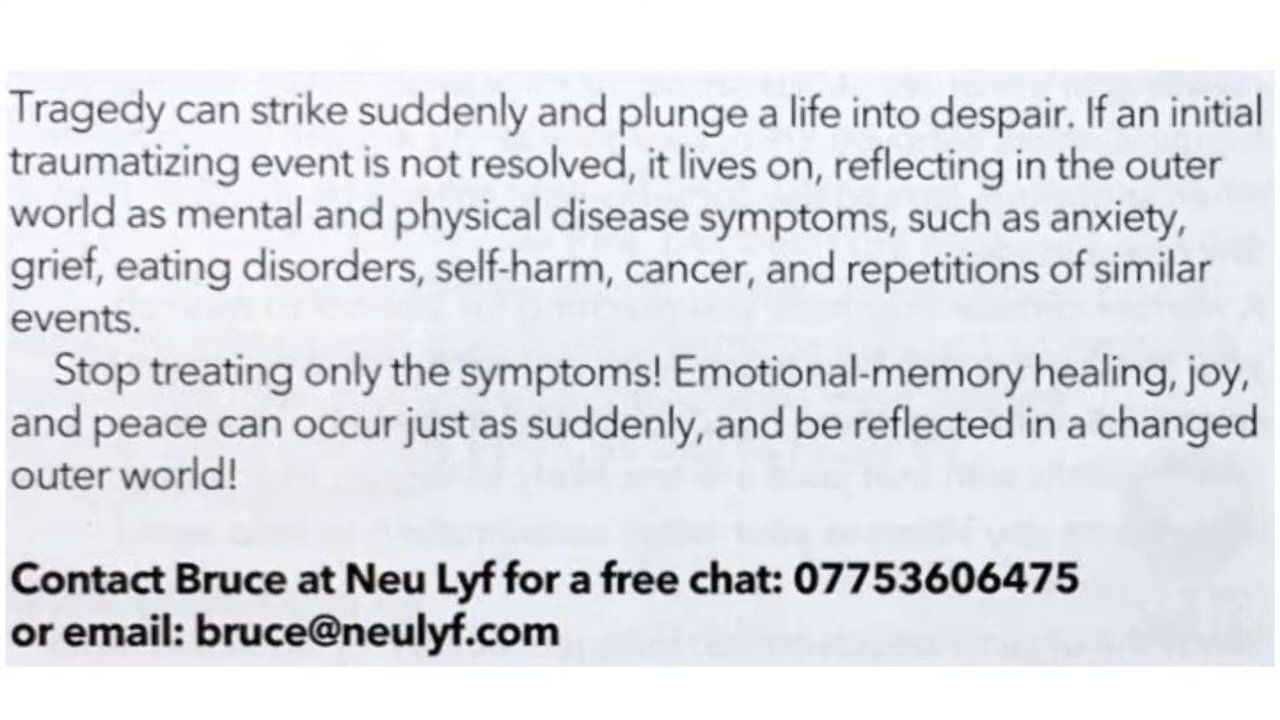 Tragedy can strike suddenly and plunge a life into despair. If an initial
traumatizing event is not resolved, it lives on, reflecting in the outer
world as mental and physical disease symptoms, such as anxiety,
grief, eating disorders, self-harm, cancer, and repetitions of similar
events.
Stop treating only the symptoms! Emotional-memory healing, joy,
and peace can occur just as suddenly, and be reflected in a changed
outer world!
Contact Bruce at Neu Lyf for a free chat: 07753606475
or email: bruce@neulyf.com